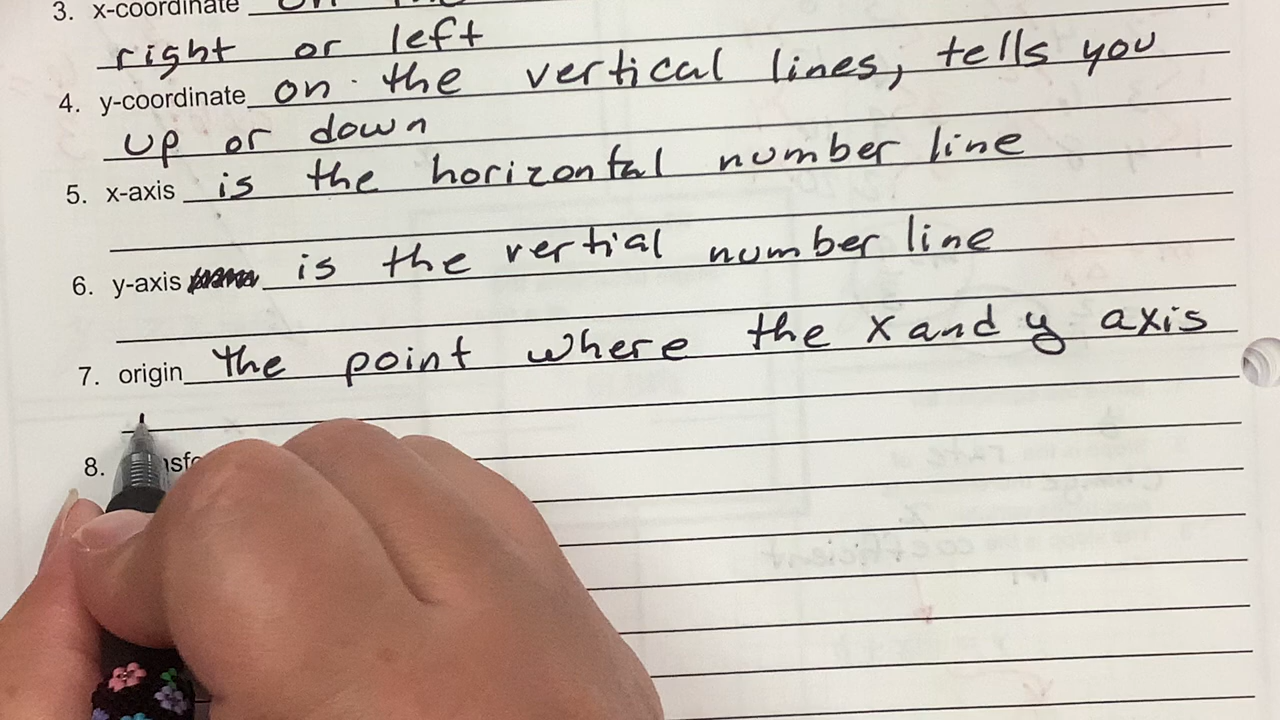 3. x-coordinate on the
right or left
4. y-coordinate on the vertical lines, tells you
up or down
5. x-axis is the horizontal number line
6. y-axis is the vertial number line
7. origin the point where the x and y axis
8.